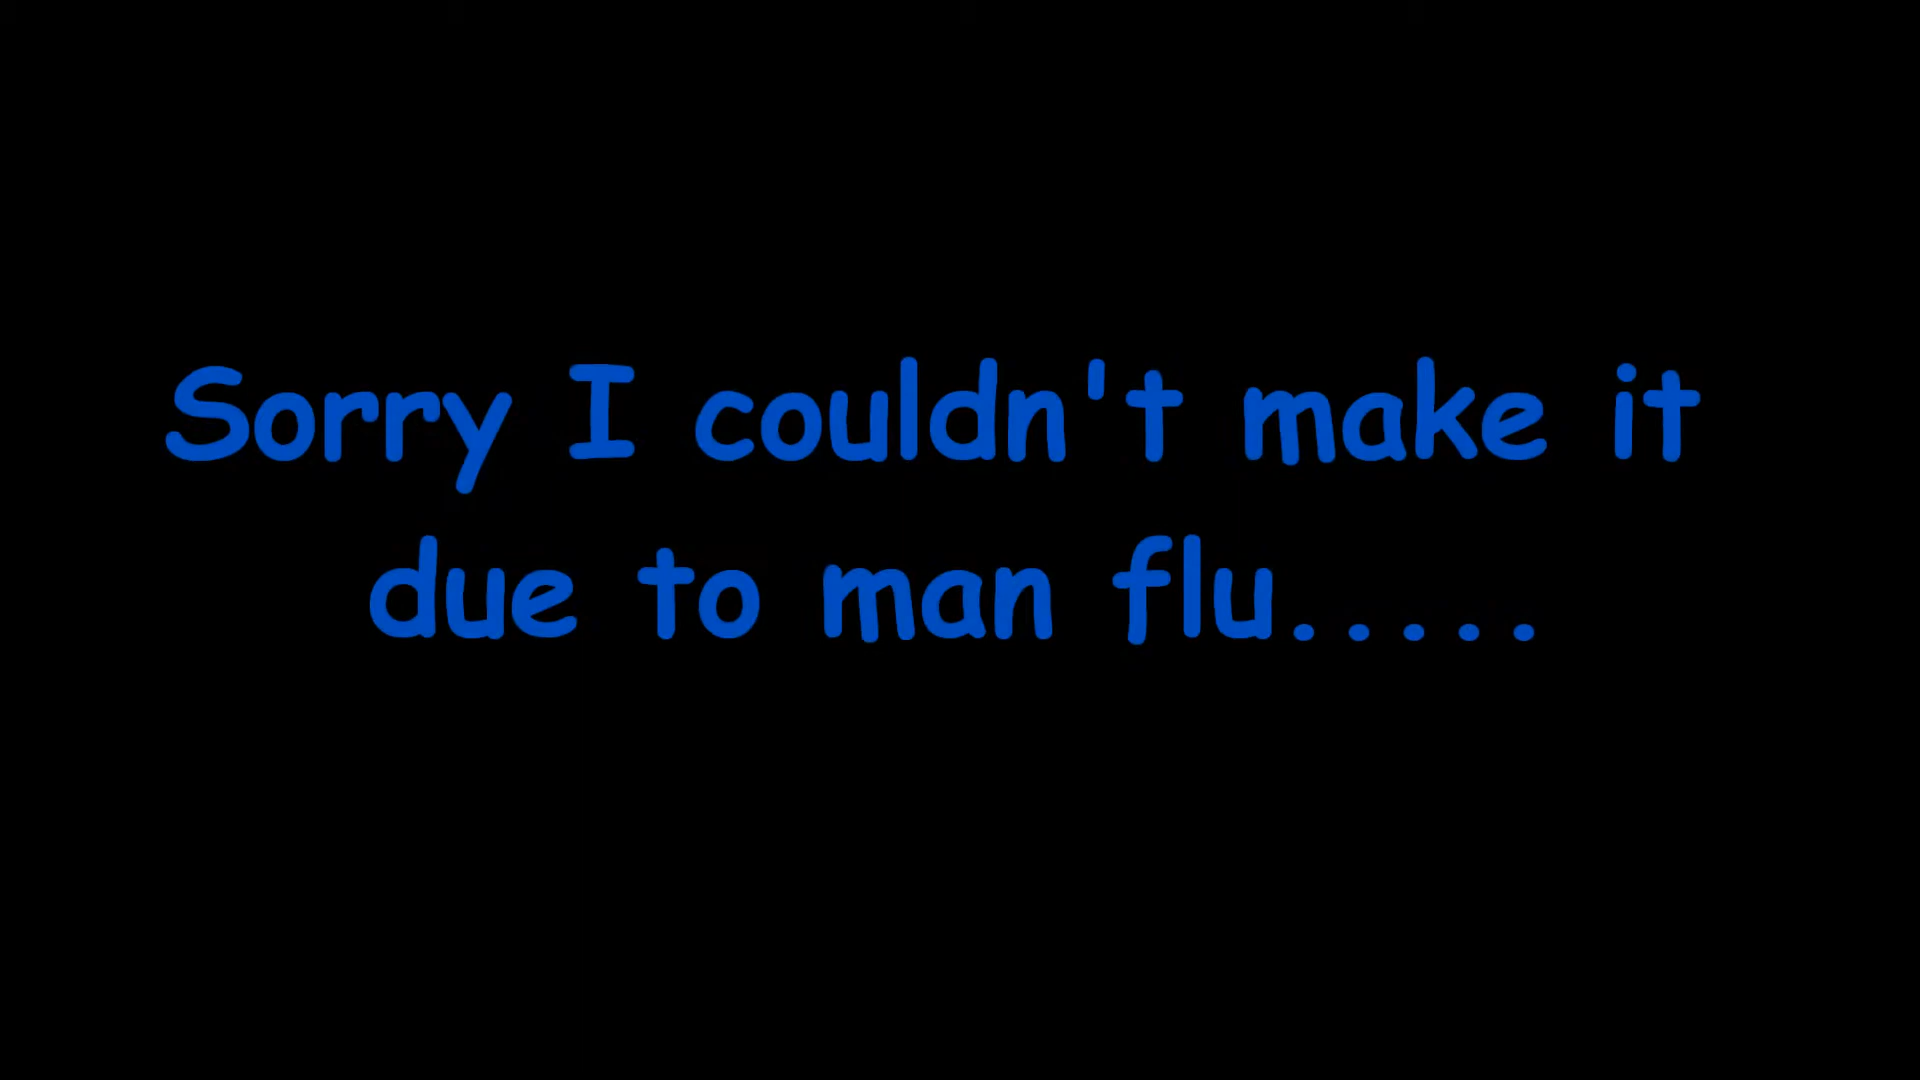 Sorry I couldn't make it
due to man flu.....